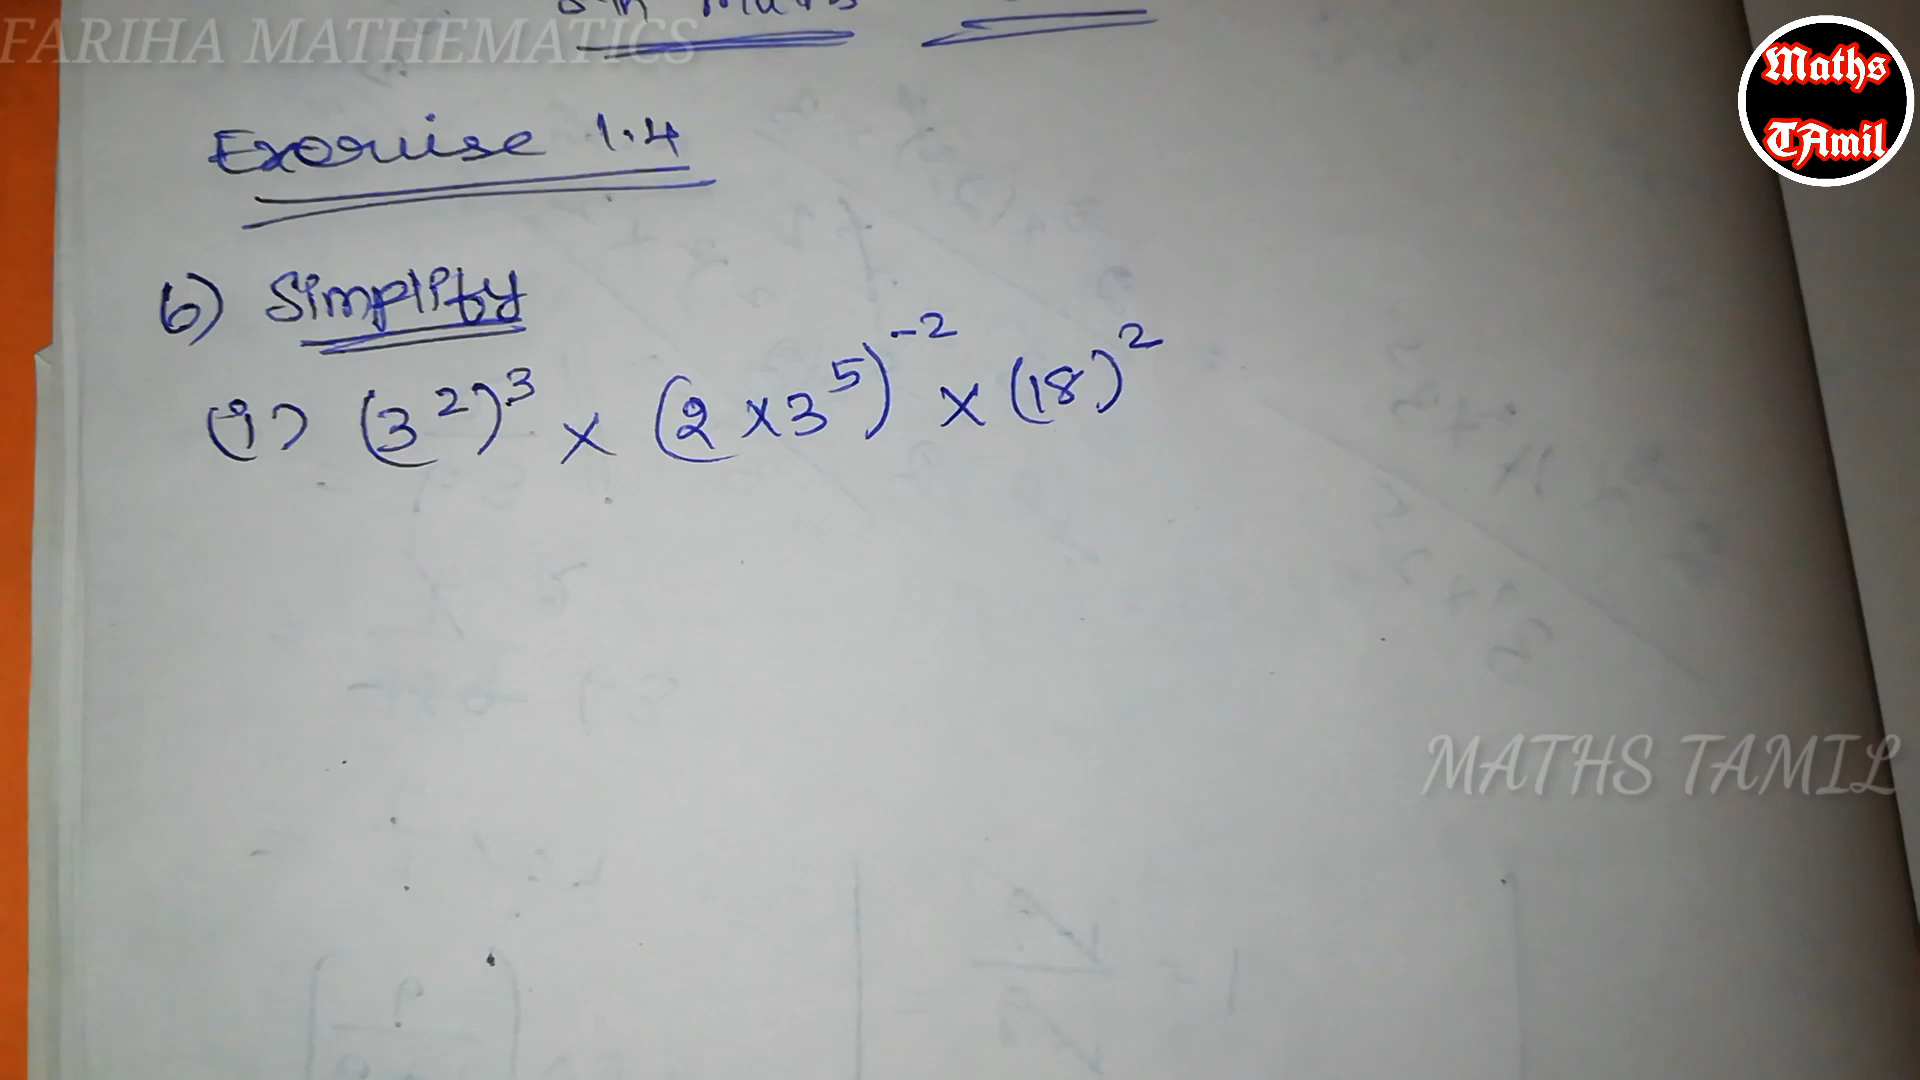 FARIHA MATHEMATICS
Maths
TAmil
Exercise 1.4
6) Simplify
(i) (3²)³ × (2 × 3⁵)⁻² × (18)²
MATHS TAMIL